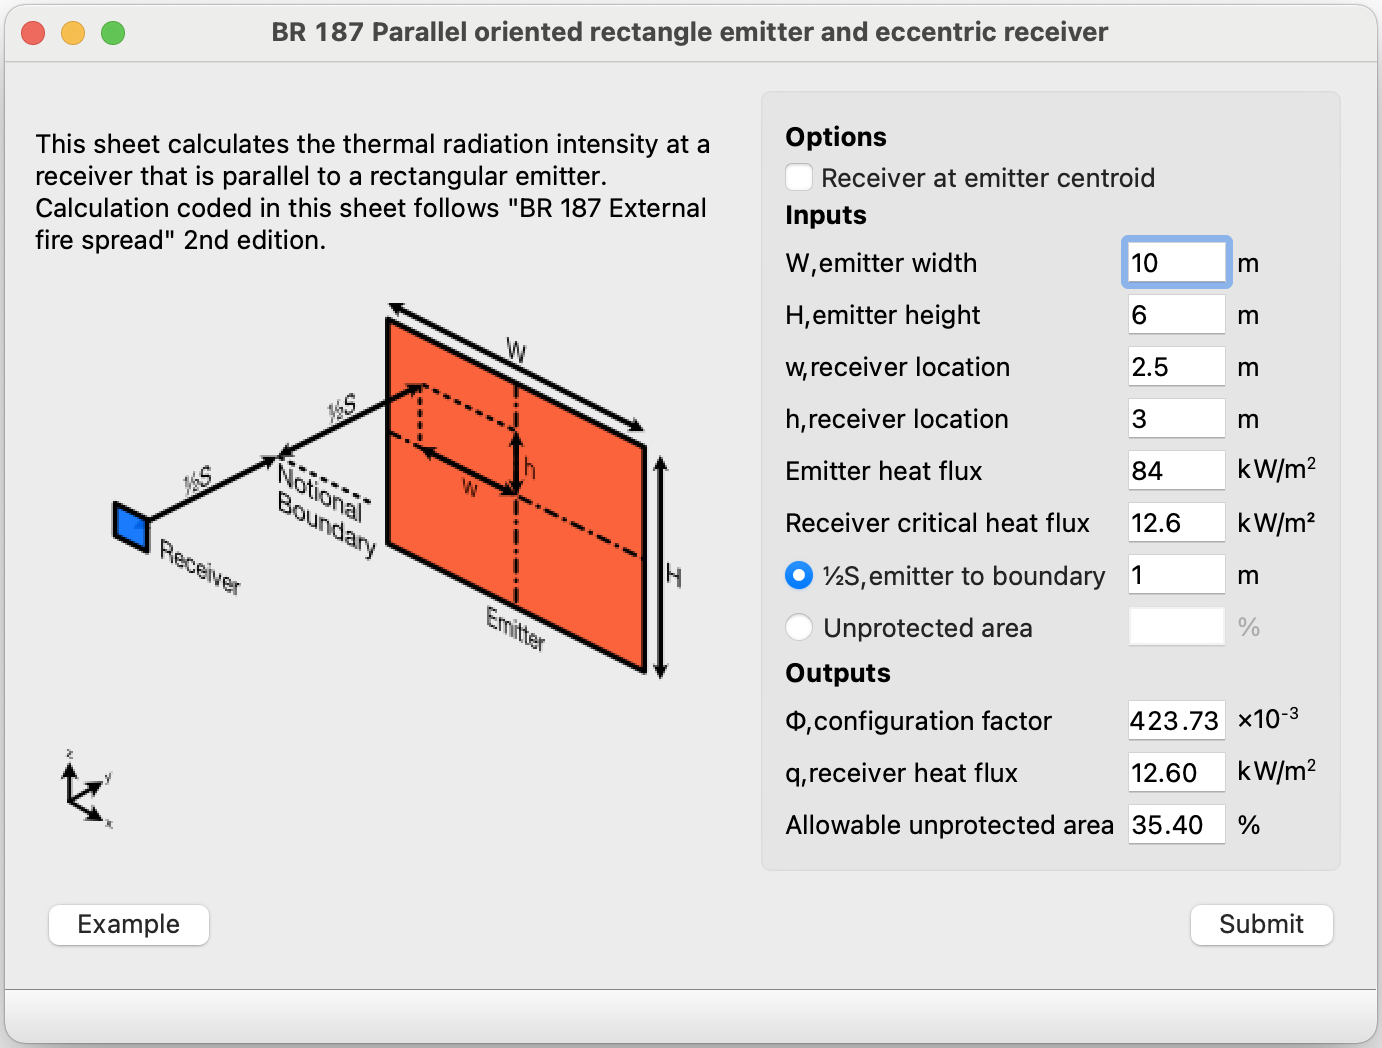 BR 187 Parallel oriented rectangle emitter and eccentric receiver
This sheet calculates the thermal radiation intensity at a
receiver that is parallel to a rectangular emitter.
Calculation coded in this sheet follows "BR 187 External
fire spread" 2nd edition.
W
½S
½S
h
w
Notional
Boundary
Receiver
H
Emitter
z
y
x
Options
Receiver at emitter centroid
Inputs
W,emitter width 10 m
H,emitter height 6 m
w,receiver location 2.5 m
h,receiver location 3 m
Emitter heat flux 84 kW/m²
Receiver critical heat flux 12.6 kW/m²
½S,emitter to boundary 1 m
Unprotected area %
Outputs
Φ,configuration factor 423.73 ×10⁻³
q,receiver heat flux 12.60 kW/m²
Allowable unprotected area 35.40 %
Example
Submit